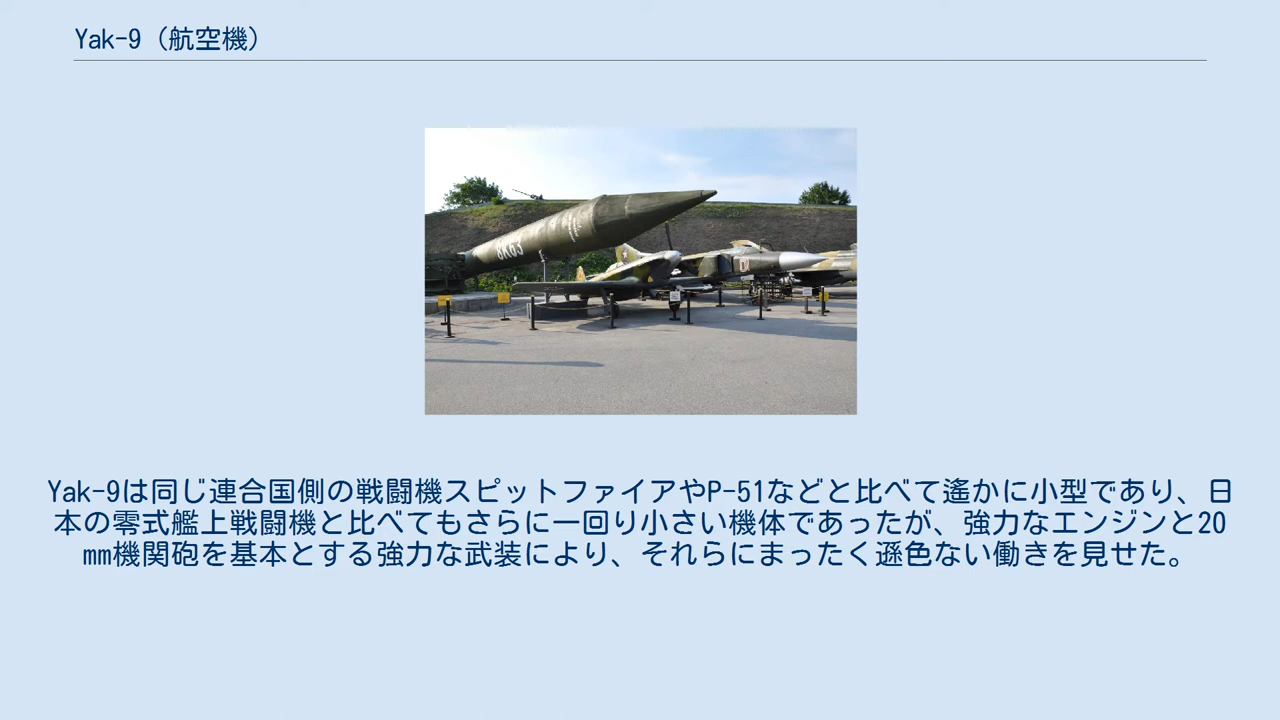 Yak-9（航空機）
8K63
Yak-9は同じ連合国側の戦闘機スピットファイアやP-51などと比べて遙かに小型であり、日
本の零式艦上戦闘機と比べてもさらに一回り小さい機体であったが、強力なエンジンと20
mm機関砲を基本とする強力な武装により、それらにまったく遜色ない働きを見せた。